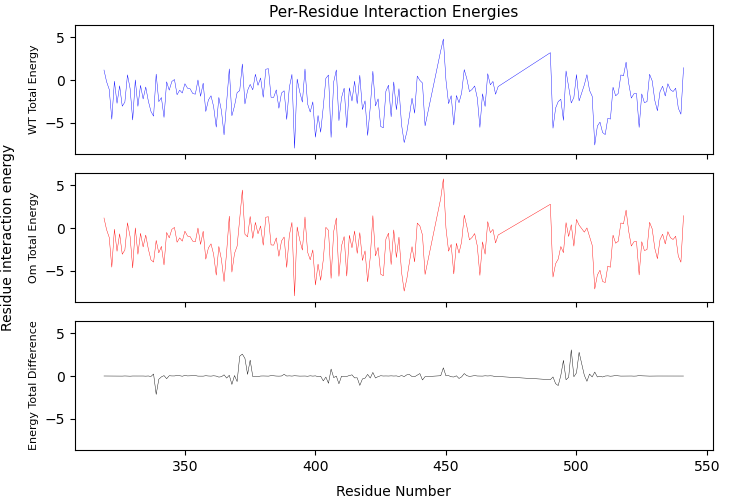 Per-Residue Interaction Energies
Residue interaction energy
WT Total Energy
5
0
−5
Om Total Energy
5
0
−5
Energy Total Difference
5
0
−5
350
400
450
500
550
Residue Number